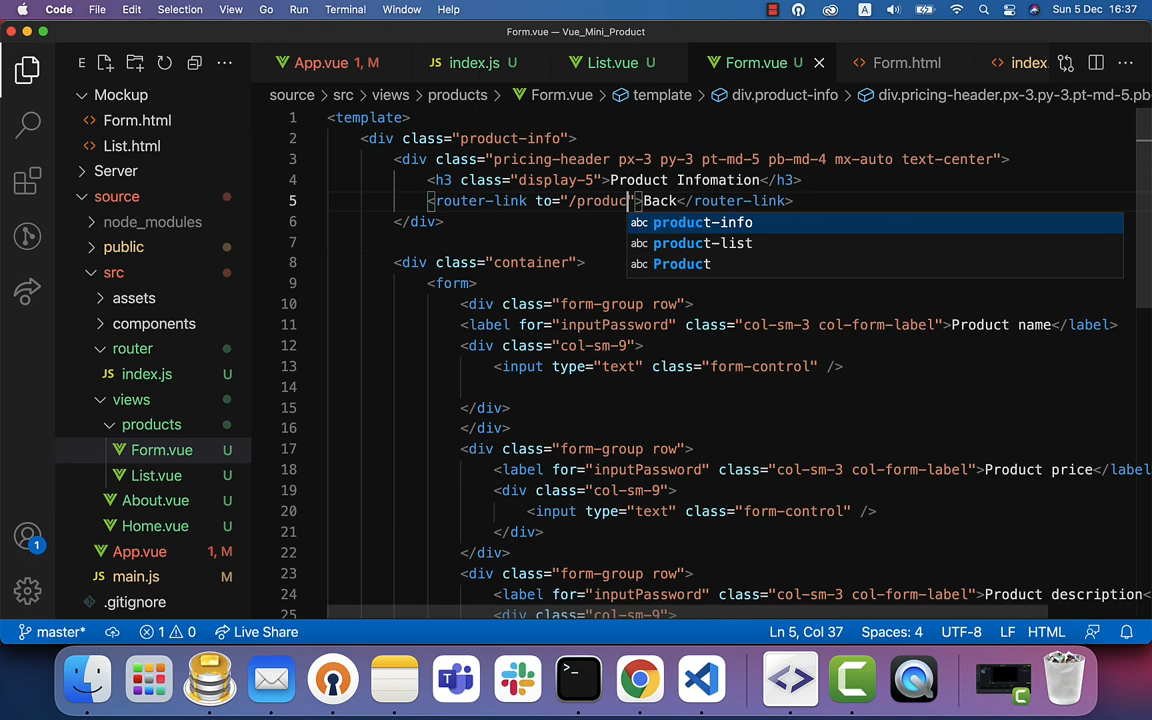 Code File Edit Selection View Go Run Terminal Window Help A Sun 5 Dec 16:37
Form.vue — Vue_Mini_Product
E ··· App.vue 1, M JS index.js U List.vue U Form.vue U <> Form.html <> index. ···
source > src > views > products > Form.vue > template > div.product-info > div.pricing-header.px-3.py-3.pt-md-5.pb-
Mockup
<> Form.html
<> List.html
Server
source
node_modules
public
src
assets
components
router
JS index.js U
views
products
Form.vue U
List.vue U
About.vue U
Home.vue U
App.vue 1, M
JS main.js M
.gitignore
1
1 <template>
2 <div class="product-info">
3 <div class="pricing-header px-3 py-3 pt-md-5 pb-md-4 mx-auto text-center">
4 <h3 class="display-5">Product Infomation</h3>
5 <router-link to="/produc">Back</router-link>
6 </div>
abc product-info
abc product-list
abc Product
7
8 <div class="container">
9 <form>
10 <div class="form-group row">
11 <label for="inputPassword" class="col-sm-3 col-form-label">Product name</label>
12 <div class="col-sm-9">
13 <input type="text" class="form-control" />
14
15 </div>
16 </div>
17 <div class="form-group row">
18 <label for="inputPassword" class="col-sm-3 col-form-label">Product price</label
19 <div class="col-sm-9">
20 <input type="text" class="form-control" />
21 </div>
22 </div>
23 <div class="form-group row">
24 <label for="inputPassword" class="col-sm-3 col-form-label">Product description<
25 <div class="col-sm-9">
master* 1 0 Live Share Ln 5, Col 37 Spaces: 4 UTF-8 LF HTML